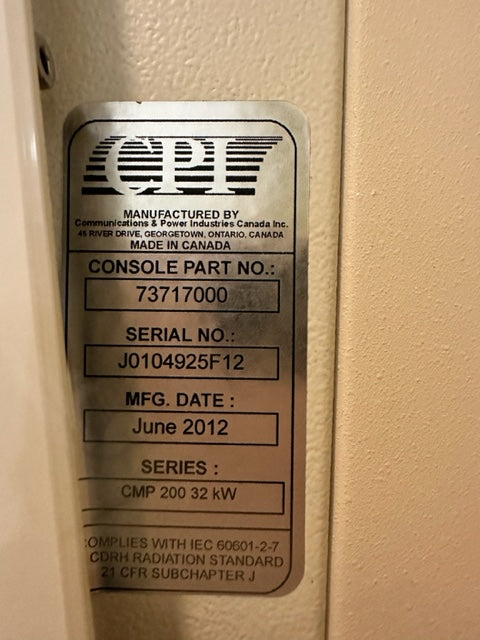 CPI
MANUFACTURED BY
Communications & Power Industries Canada Inc.
45 RIVER DRIVE, GEORGETOWN, ONTARIO, CANADA
MADE IN CANADA
CONSOLE PART NO.:
73717000
SERIAL NO.:
J0104925F12
MFG. DATE :
June 2012
SERIES :
CMP 200 32 kW
OMPLIES WITH IEC 60601-2-7
CDRH RADIATION STANDARD
21 CFR SUBCHAPTER J